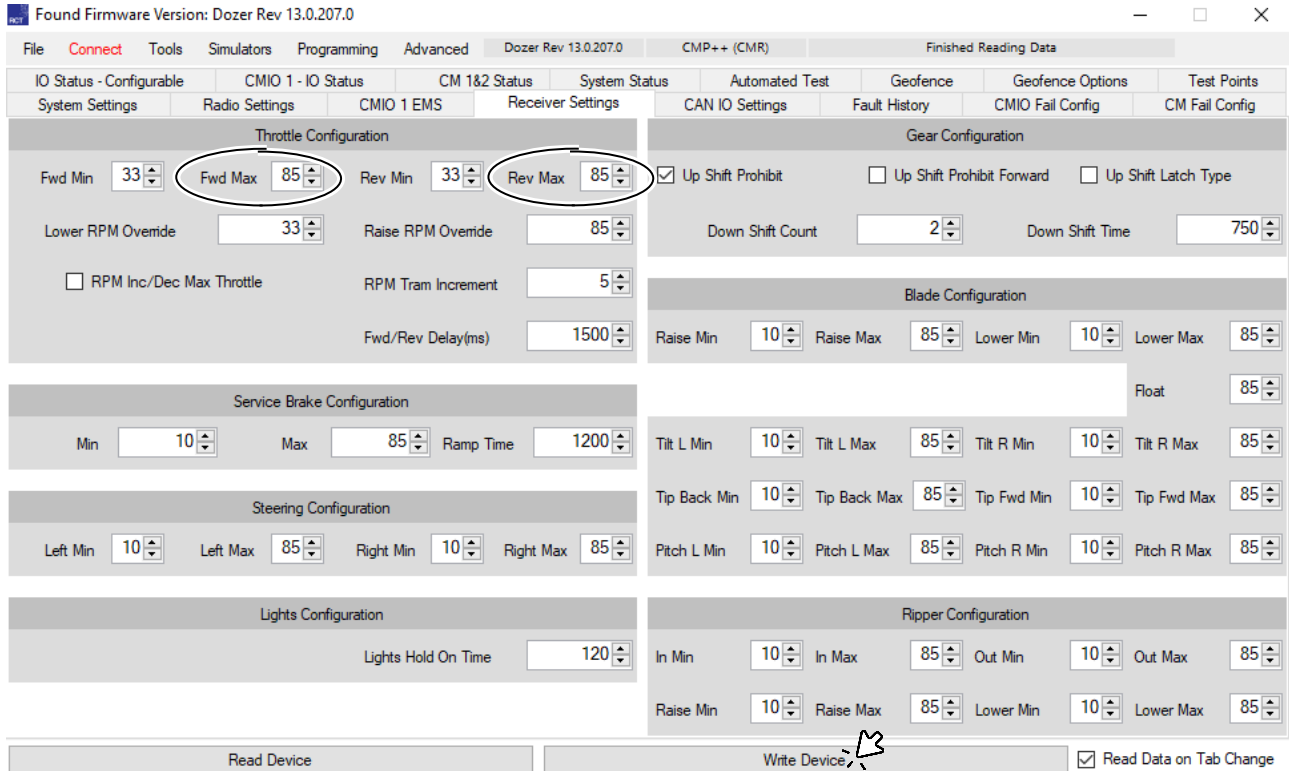 RCT Found Firmware Version: Dozer Rev 13.0.207.0
File Connect Tools Simulators Programming Advanced Dozer Rev 13.0.207.0 CMP++ (CMR) Finished Reading Data
IO Status - Configurable CMIO 1 - IO Status CM 1&2 Status System Status Automated Test Geofence Geofence Options Test Points
System Settings Radio Settings CMIO 1 EMS Receiver Settings CAN IO Settings Fault History CMIO Fail Config CM Fail Config
Throttle Configuration
Fwd Min 33 Fwd Max 85 Rev Min 33 Rev Max 85
Lower RPM Override 33 Raise RPM Override 85
RPM Inc/Dec Max Throttle RPM Tram Increment 5
Fwd/Rev Delay(ms) 1500
Service Brake Configuration
Min 10 Max 85 Ramp Time 1200
Steering Configuration
Left Min 10 Left Max 85 Right Min 10 Right Max 85
Lights Configuration
Lights Hold On Time 120
Gear Configuration
Up Shift Prohibit Up Shift Prohibit Forward Up Shift Latch Type
Down Shift Count 2 Down Shift Time 750
Blade Configuration
Raise Min 10 Raise Max 85 Lower Min 10 Lower Max 85
Float 85
Tilt L Min 10 Tilt L Max 85 Tilt R Min 10 Tilt R Max 85
Tip Back Min 10 Tip Back Max 85 Tip Fwd Min 10 Tip Fwd Max 85
Pitch L Min 10 Pitch L Max 85 Pitch R Min 10 Pitch R Max 85
Ripper Configuration
In Min 10 In Max 85 Out Min 10 Out Max 85
Raise Min 10 Raise Max 85 Lower Min 10 Lower Max 85
Read Device Write Device Read Data on Tab Change